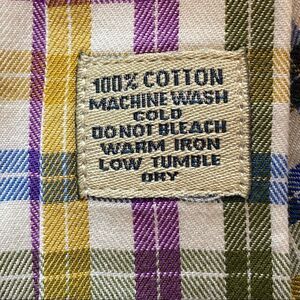 100% COTTON
MACHINE WASH
COLD
DO NOT BLEACH
WARM IRON
LOW TUMBLE
DRY